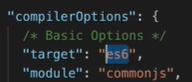 "compilerOptions": {
/* Basic Options */
"target": "es6",
"module": "commonjs",